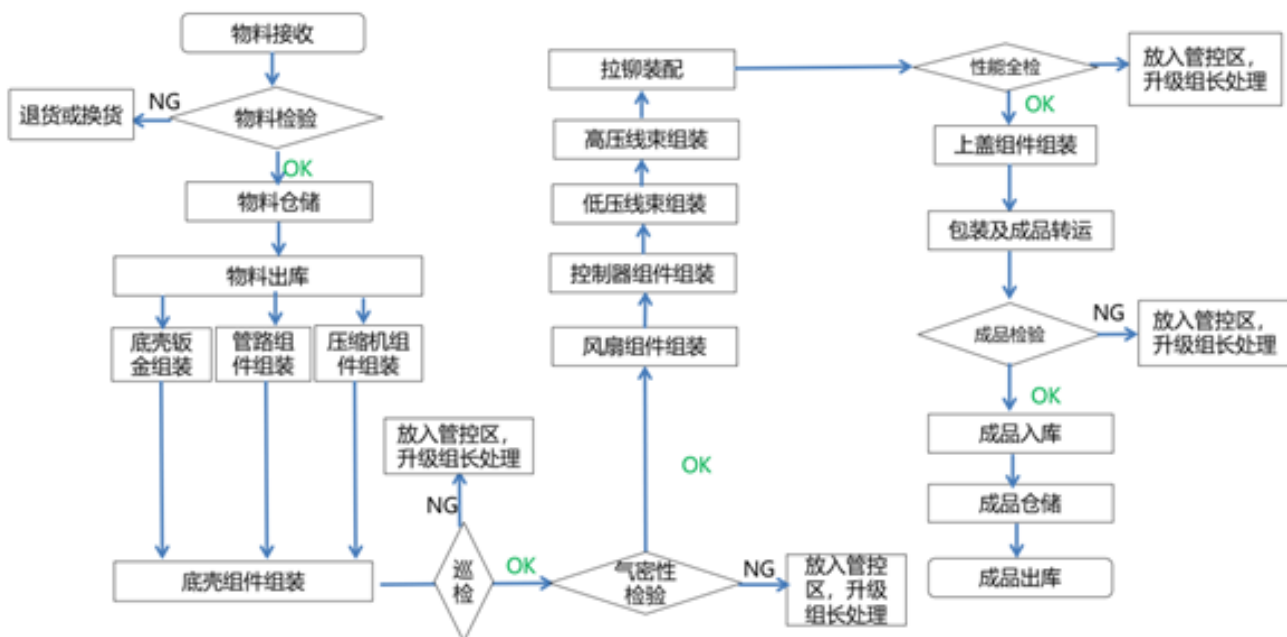 物料接收
NG
退货或换货
物料检验
OK
物料仓储
物料出库
底壳钣
金组装
管路组
件组装
压缩机组
件组装
底壳组件组装
放入管控区，
升级组长处理
NG
巡
检
OK
气密性
检验
NG
放入管控
区，升级
组长处理
OK
风扇组件组装
控制器组件组装
低压线束组装
高压线束组装
拉铆装配
性能全检
放入管控区，
升级组长处理
OK
上盖组件组装
包装及成品转运
成品检验
NG
放入管控区，
升级组长处理
OK
成品入库
成品仓储
成品出库